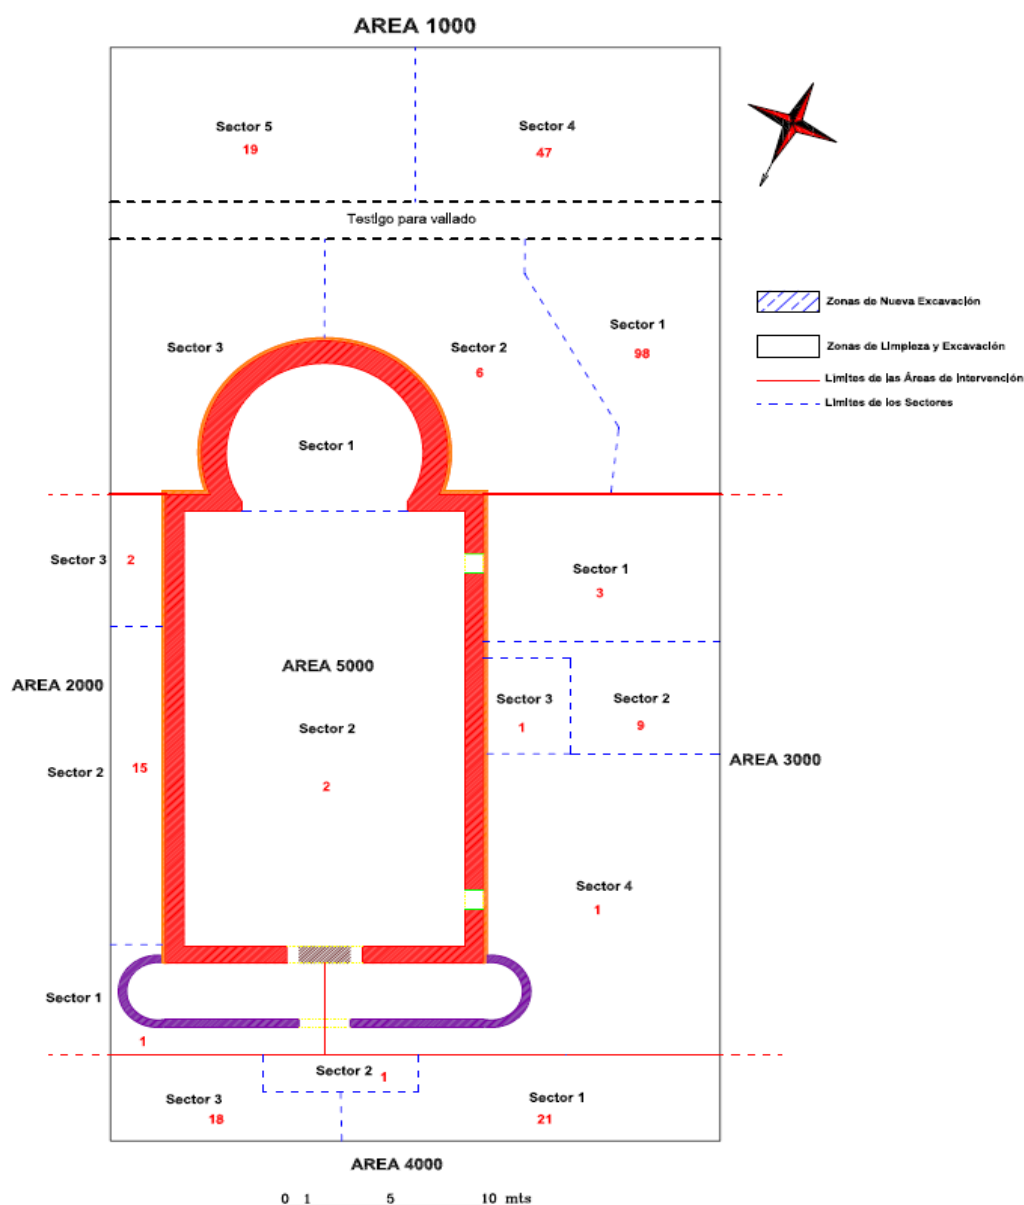 AREA 1000
Sector 5
19
Sector 4
47
Testigo para vallado
Sector 3
Sector 2
6
Sector 1
98
Zonas de Nueva Excavación
Zonas de Limpieza y Excavación
Límites de las Áreas de Intervención
Límites de los Sectores
Sector 1
Sector 3
2
Sector 1
3
AREA 5000
AREA 2000
Sector 3
1
Sector 2
9
Sector 2
2
AREA 3000
Sector 2
15
Sector 4
1
Sector 1
1
Sector 2
1
Sector 3
18
Sector 1
21
AREA 4000
0 1 5 10 mts